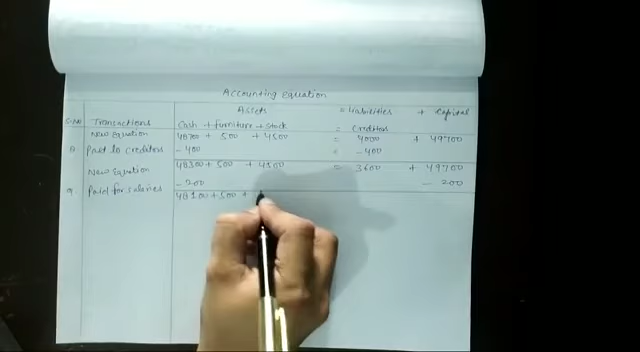 Accounting Equation
Assets = Liabilities + Capital
S.No Transactions Cash + furniture + Stock = Creditors
New Equation 48700 + 500 + 4500 = 4000 + 49700
8. Paid to creditors - 400 = - 400
New Equation 48300 + 500 + 4500 = 3600 + 49700
9. Paid for salaries - 200 - 200
48100 + 500 +